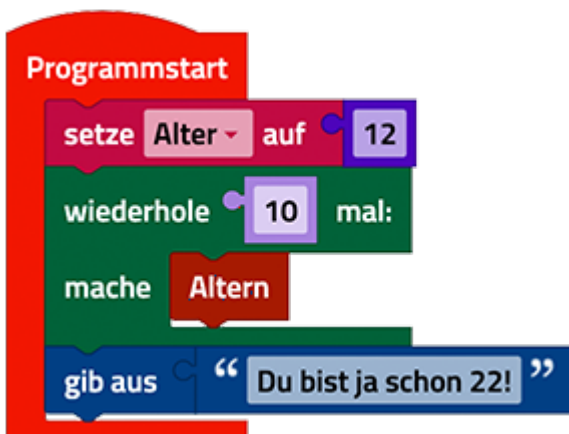 Programmstart
setze Alter auf 12
wiederhole 10 mal:
mache Altern
gib aus “ Du bist ja schon 22! ”